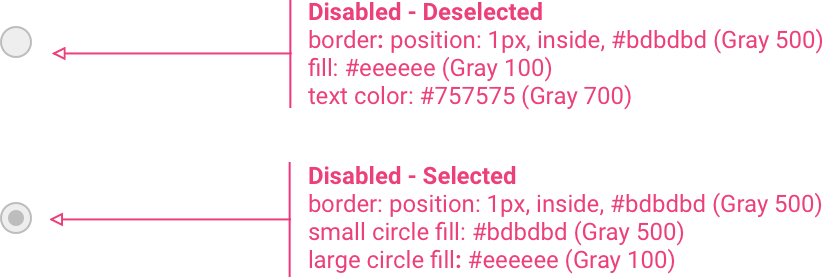 Disabled - Deselected
border: position: 1px, inside, #bdbdbd (Gray 500)
fill: #eeeeee (Gray 100)
text color: #757575 (Gray 700)
Disabled - Selected
border: position: 1px, inside, #bdbdbd (Gray 500)
small circle fill: #bdbdbd (Gray 500)
large circle fill: #eeeeee (Gray 100)